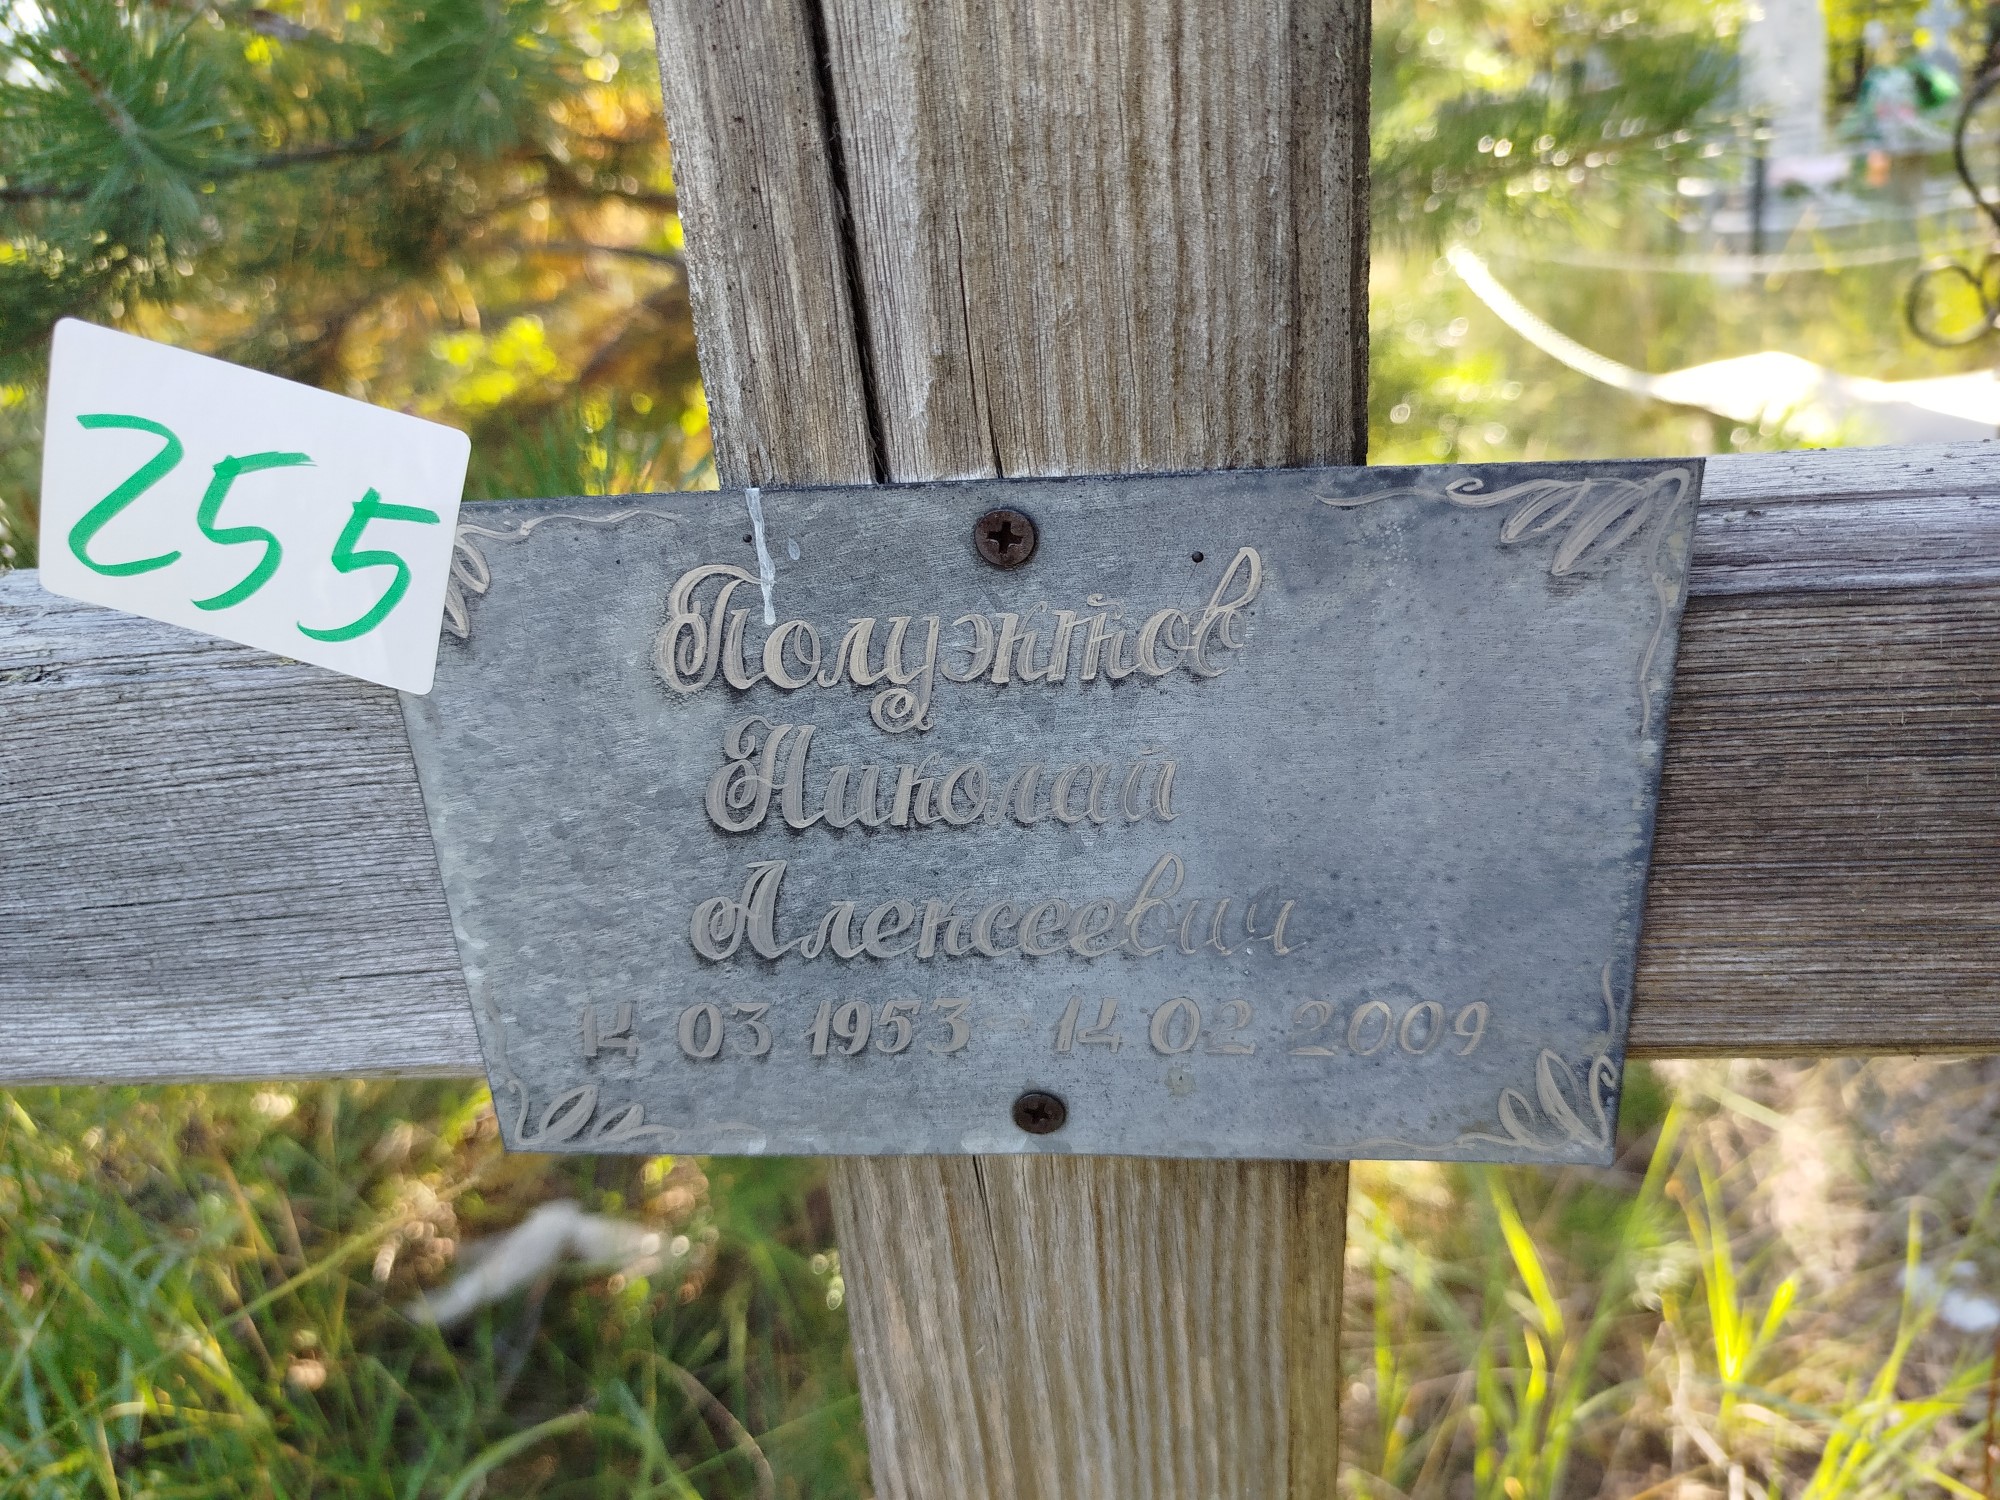 255
Полуэктов
Николай
Алексеевич
14 03 1953 - 14 02 2009